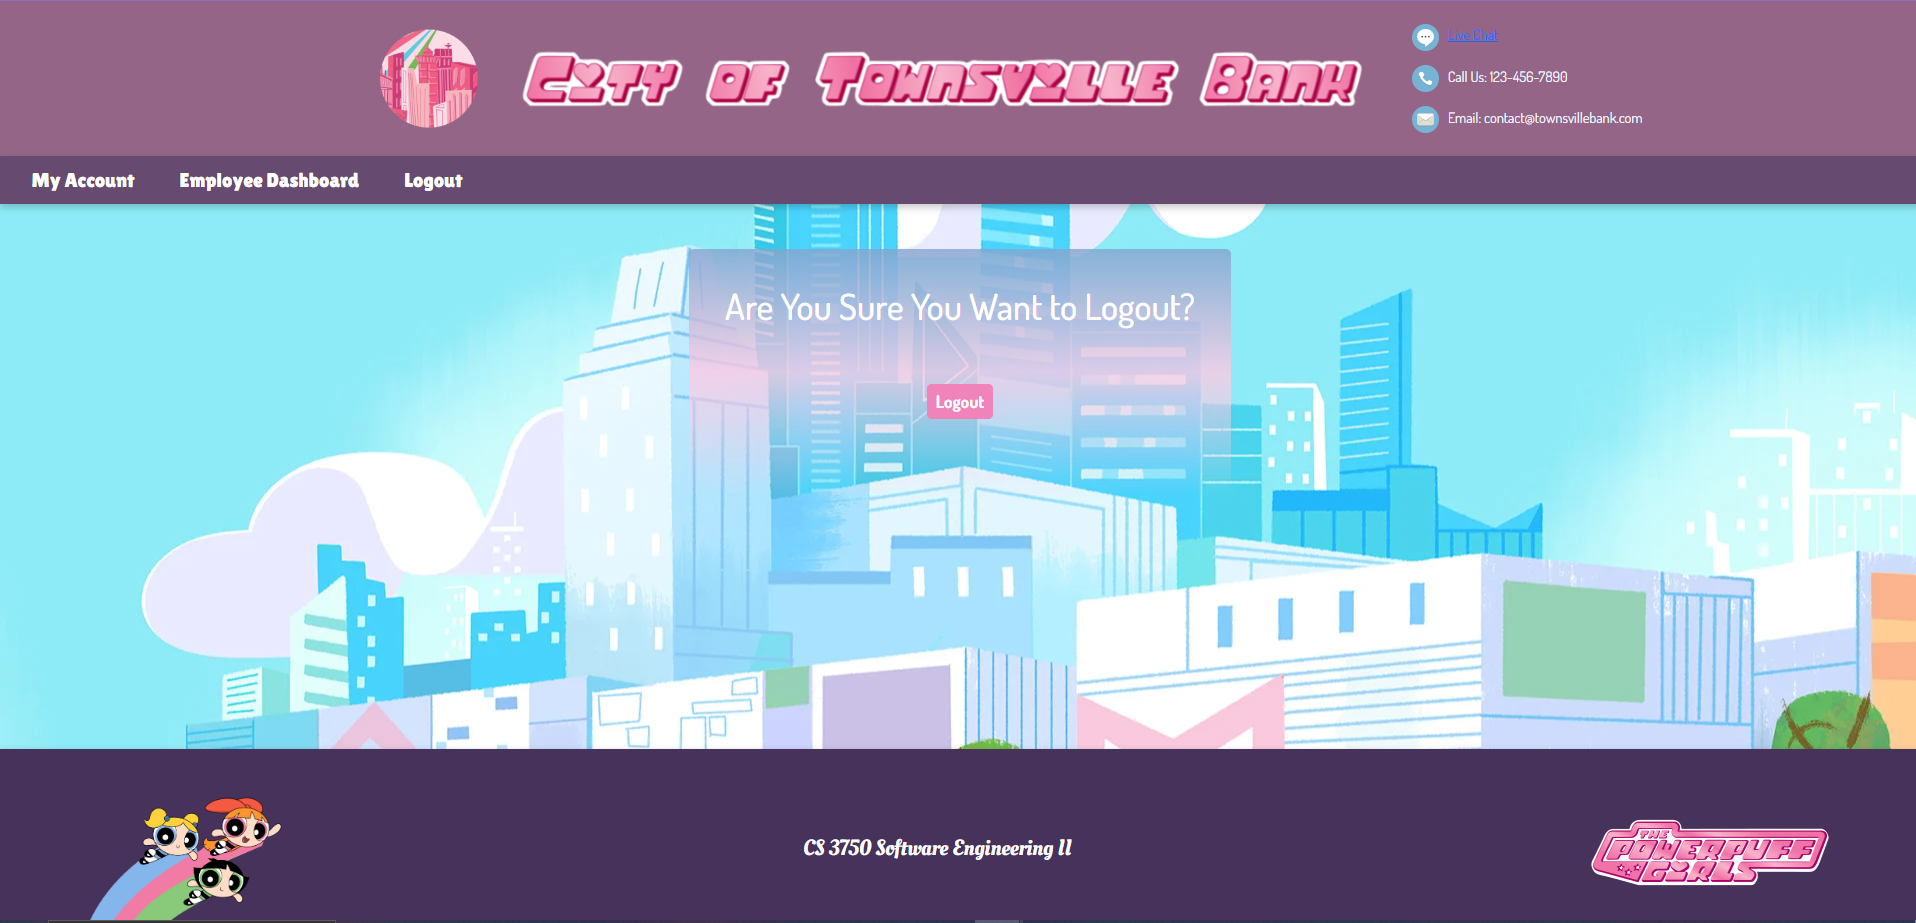 City of Townsville Bank
Live Chat
Call Us: 123-456-7890
Email: contact@townsvillebank.com
My Account
Employee Dashboard
Logout
Are You Sure You Want to Logout?
Logout
CS 3750 Software Engineering II
THE
POWERPUFF
GIRLS